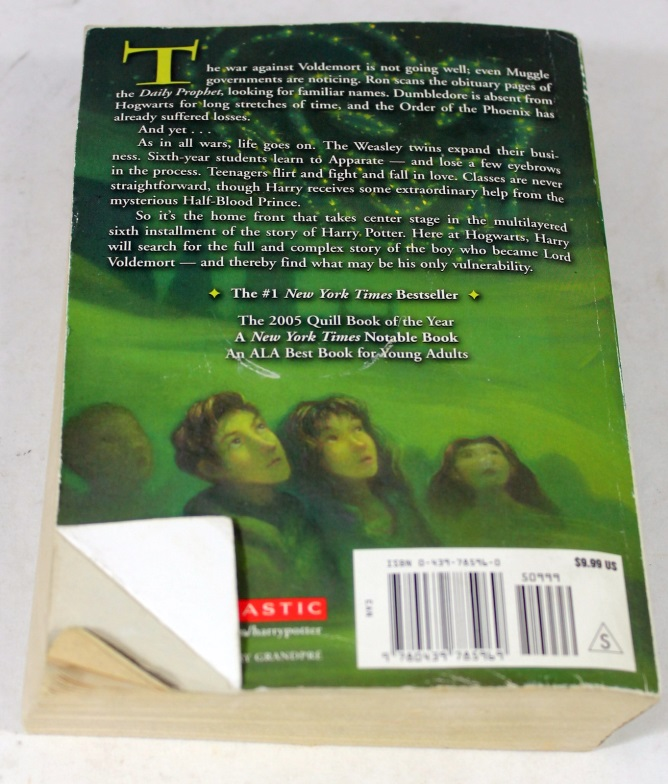 The war against Voldemort is not going well; even Muggle
governments are noticing. Ron scans the obituary pages of
the Daily Prophet, looking for familiar names. Dumbledore is absent from
Hogwarts for long stretches of time, and the Order of the Phoenix has
already suffered losses.
And yet . . .
As in all wars, life goes on. The Weasley twins expand their busi-
ness. Sixth-year students learn to Apparate — and lose a few eyebrows
in the process. Teenagers flirt and fight and fall in love. Classes are never
straightforward, though Harry receives some extraordinary help from the
mysterious Half-Blood Prince.
So it's the home front that takes center stage in the multilayered
sixth installment of the story of Harry Potter. Here at Hogwarts, Harry
will search for the full and complex story of the boy who became Lord
Voldemort — and thereby find what may be his only vulnerability.
The #1 New York Times Bestseller
The 2005 Quill Book of the Year
A New York Times Notable Book
An ALA Best Book for Young Adults
ISBN 0-439-78596-0
$9.99 US
50999
S
9 780439 785969
ASTIC
/harrypotter
GRANDPRÉ